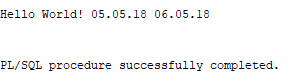 Hello World! 05.05.18 06.05.18
PL/SQL procedure successfully completed.